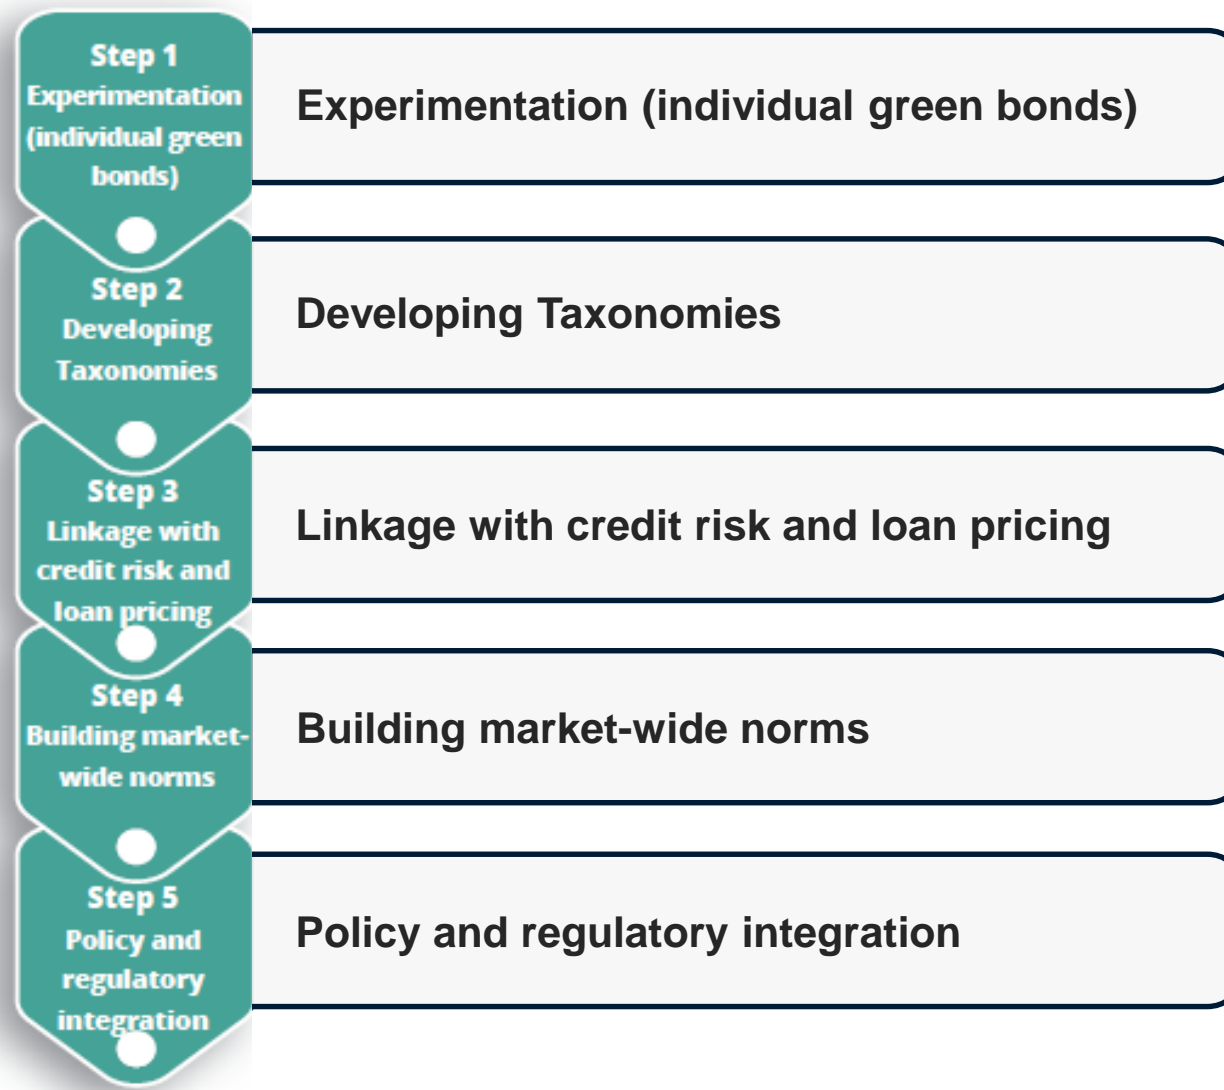 Step 1
Experimentation
(individual green
bonds)
Experimentation (individual green bonds)
Step 2
Developing
Taxonomies
Developing Taxonomies
Step 3
Linkage with
credit risk and
loan pricing
Linkage with credit risk and loan pricing
Step 4
Building market-
wide norms
Building market-wide norms
Step 5
Policy and
regulatory
integration
Policy and regulatory integration